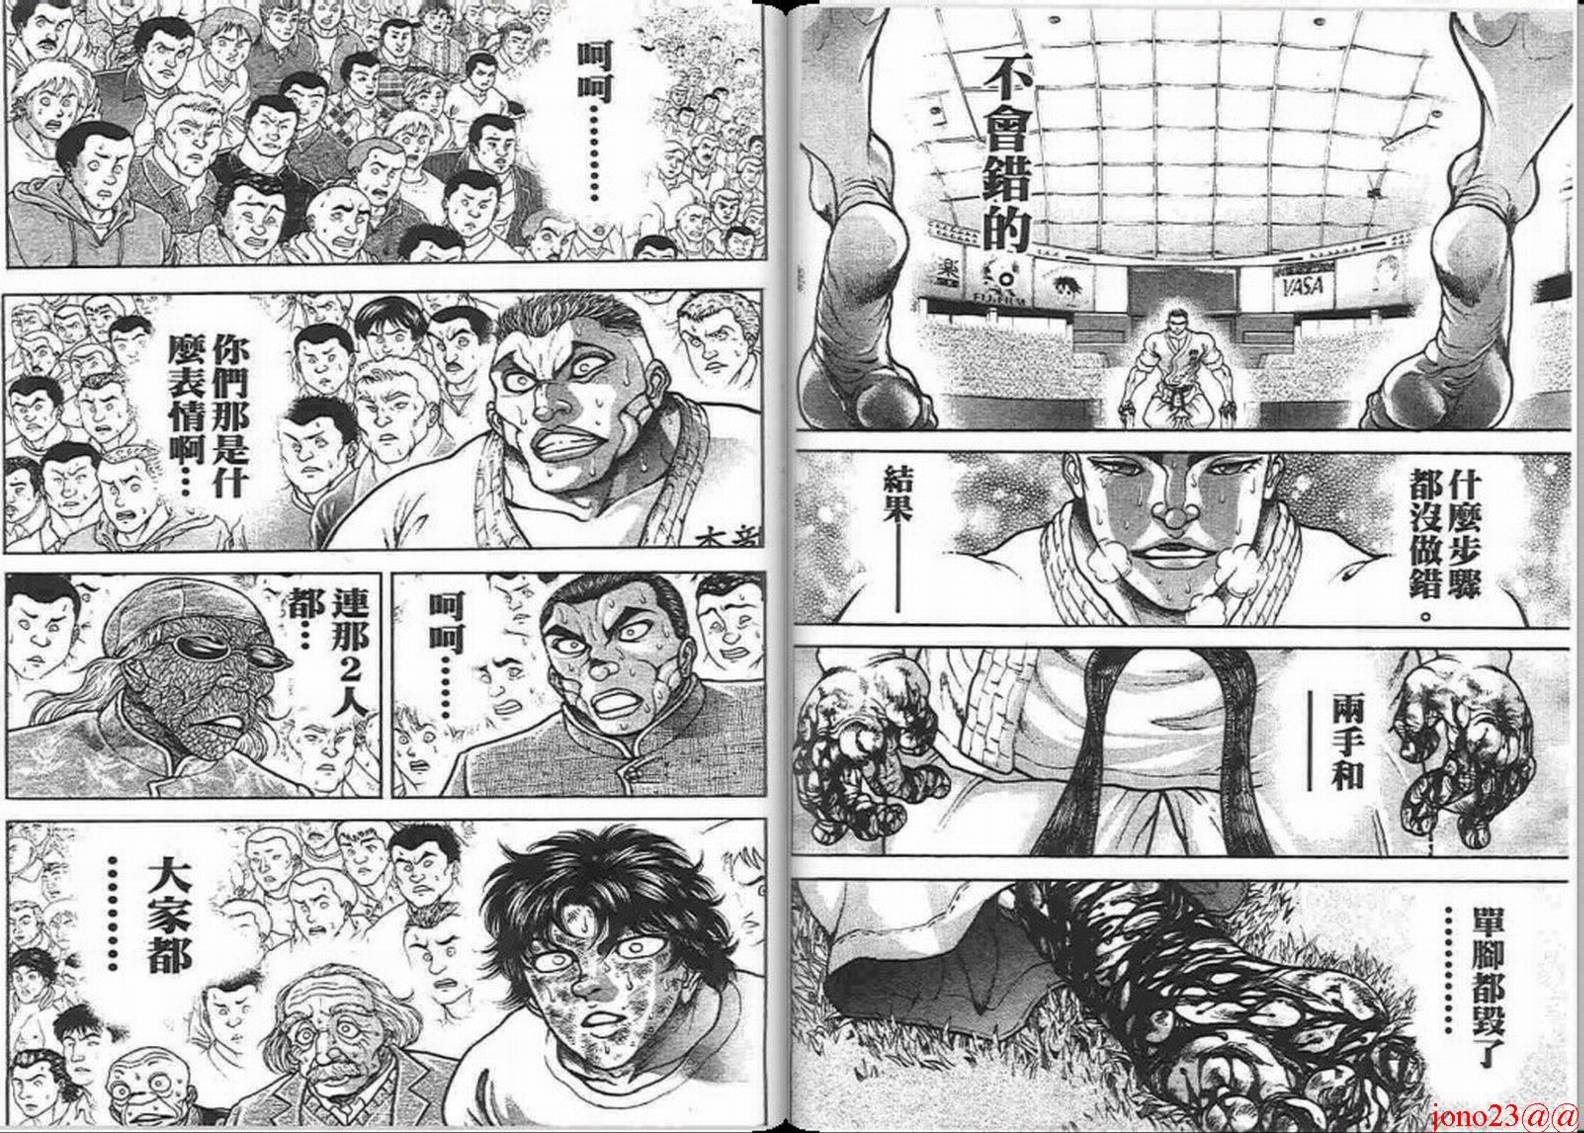 不會錯的
楽
FUJIFILM
VASA
什麼步驟
都沒做錯。
結果——
兩手和
——
單腳都毀了
…………
呵呵…………
你們那是什
麼表情啊…
呵呵……
連那2人
都…
大家都
…………
jono23@@